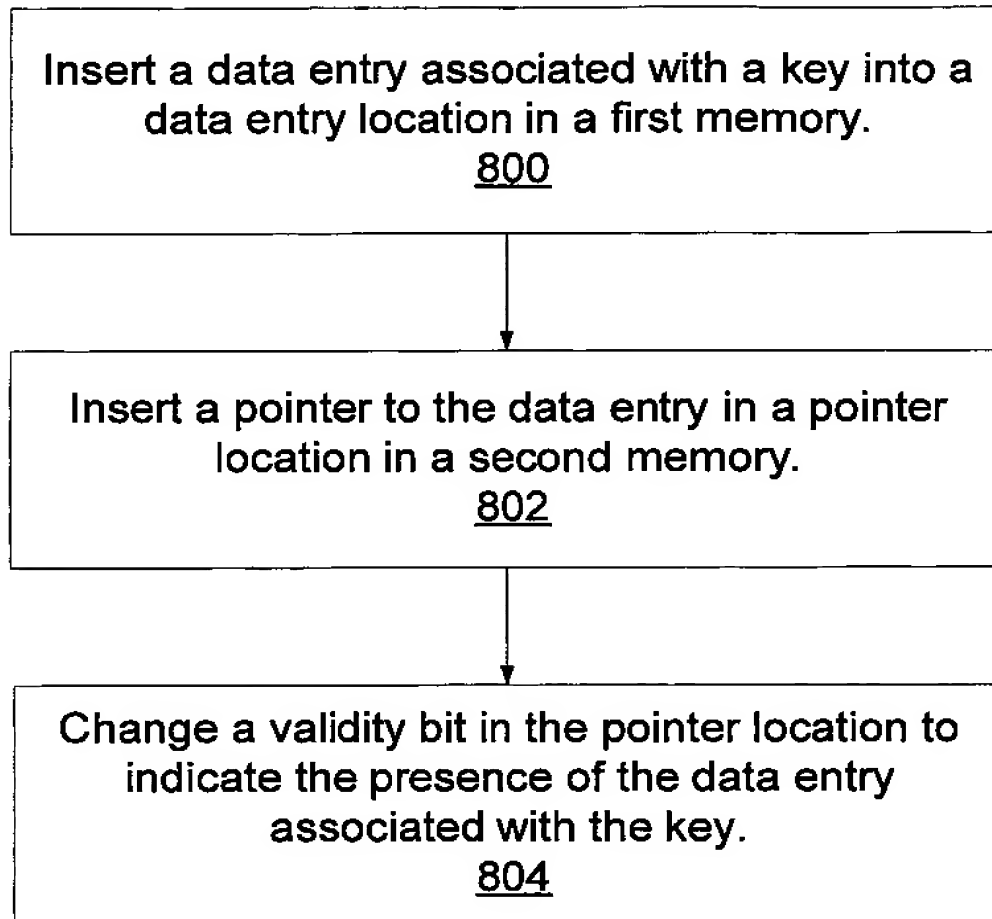 Insert a data entry associated with a key into a
data entry location in a first memory.
800
Insert a pointer to the data entry in a pointer
location in a second memory.
802
Change a validity bit in the pointer location to
indicate the presence of the data entry
associated with the key.
804